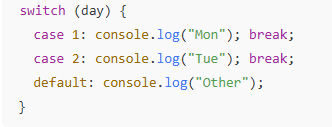 switch (day) {
  case 1: console.log("Mon"); break;
  case 2: console.log("Tue"); break;
  default: console.log("Other");
}